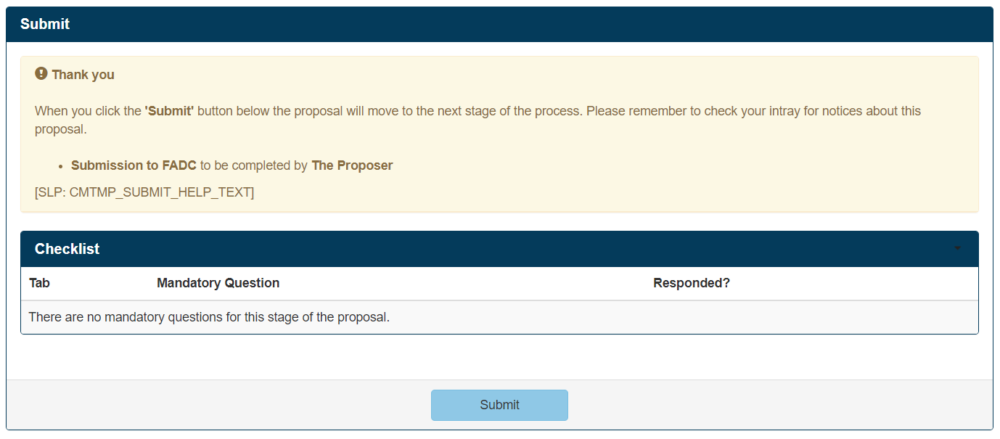 Submit
Thank you
When you click the 'Submit' button below the proposal will move to the next stage of the process. Please remember to check your intray for notices about this
proposal.
Submission to FADC to be completed by The Proposer
[SLP: CMTMP_SUBMIT_HELP_TEXT]
Checklist
Tab Mandatory Question Responded?
There are no mandatory questions for this stage of the proposal.
Submit